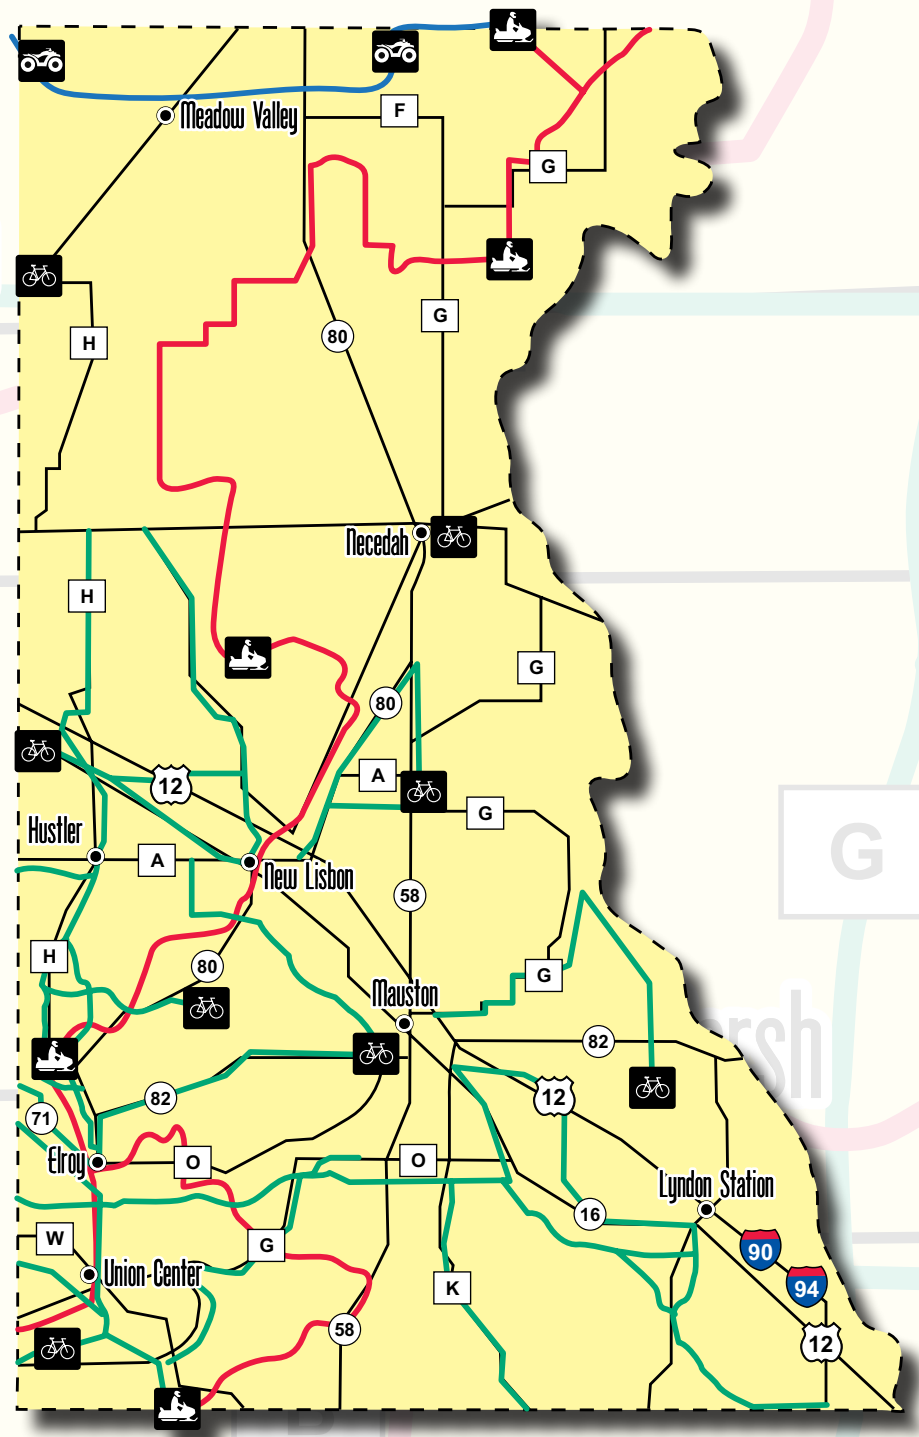 Meadow Valley
F
G
H
80
G
Necedah
H
G
80
12
A
G
Hustler
A
New Lisbon
G
58
H
80
G
Mauston
82
rsh
82
71
12
Elroy
O
O
Lyndon Station
16
W
G
90
Union Center
K
94
58
12
B